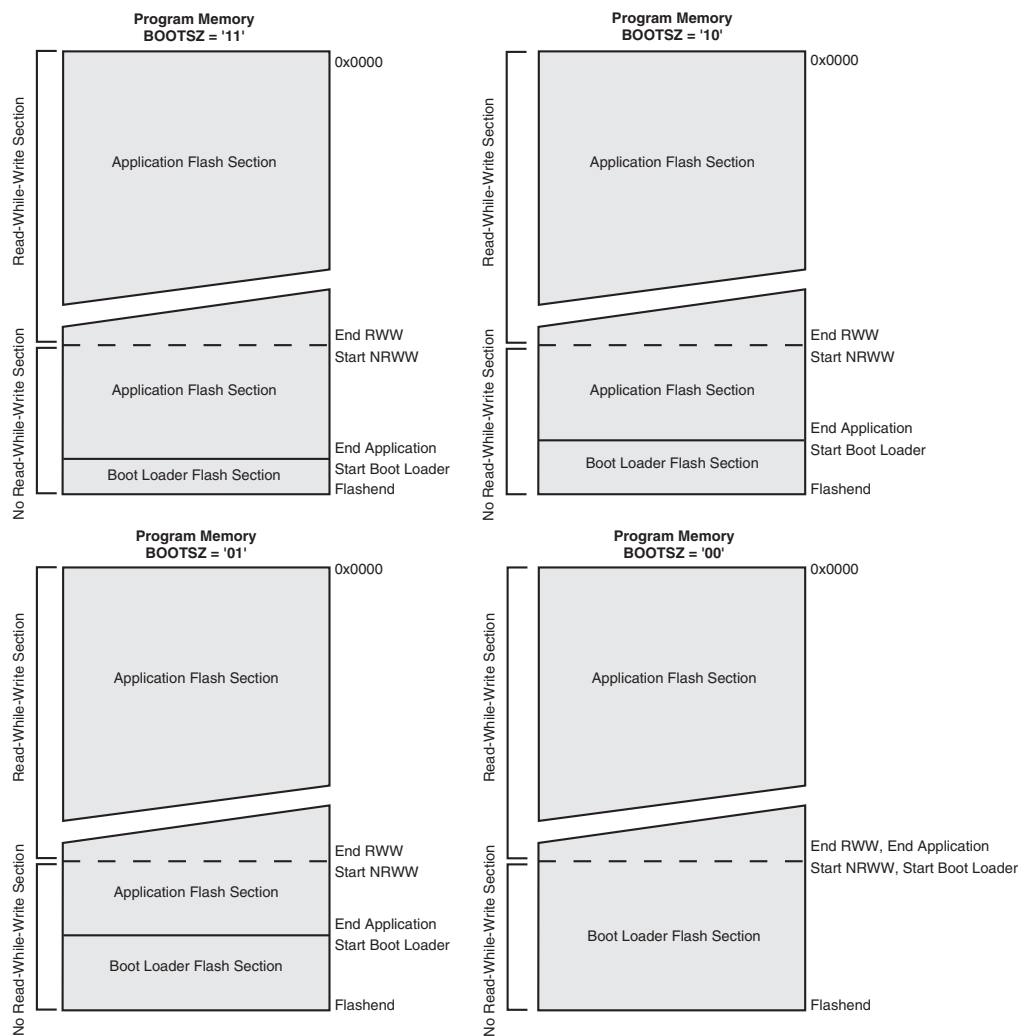 Program Memory
BOOTSZ = '11'
0x0000
Read-While-Write Section
Application Flash Section
End RWW
Start NRWW
No Read-While-Write Section
Application Flash Section
End Application
Start Boot Loader
Boot Loader Flash Section
Flashend
Program Memory
BOOTSZ = '10'
0x0000
Read-While-Write Section
Application Flash Section
End RWW
Start NRWW
No Read-While-Write Section
Application Flash Section
End Application
Start Boot Loader
Boot Loader Flash Section
Flashend
Program Memory
BOOTSZ = '01'
0x0000
Read-While-Write Section
Application Flash Section
End RWW
Start NRWW
No Read-While-Write Section
Application Flash Section
End Application
Start Boot Loader
Boot Loader Flash Section
Flashend
Program Memory
BOOTSZ = '00'
0x0000
Read-While-Write Section
Application Flash Section
End RWW, End Application
Start NRWW, Start Boot Loader
No Read-While-Write Section
Boot Loader Flash Section
Flashend